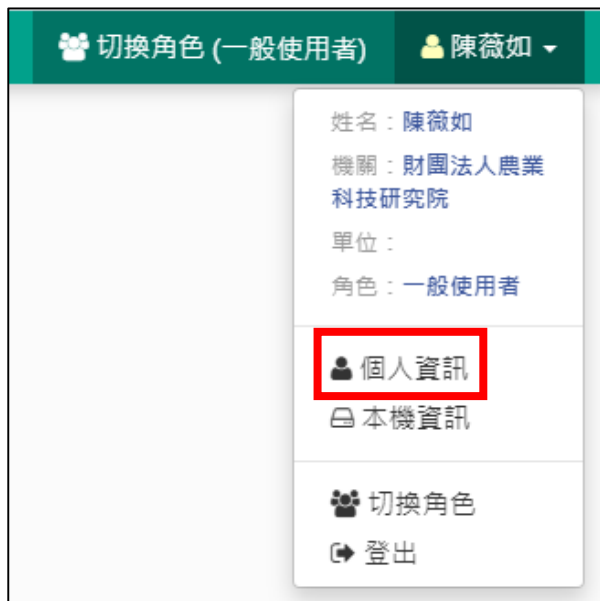 切換角色 (一般使用者) 陳薇如
姓名：陳薇如
機關：財團法人農業
科技研究院
單位：
角色：一般使用者
個人資訊
本機資訊
切換角色
登出